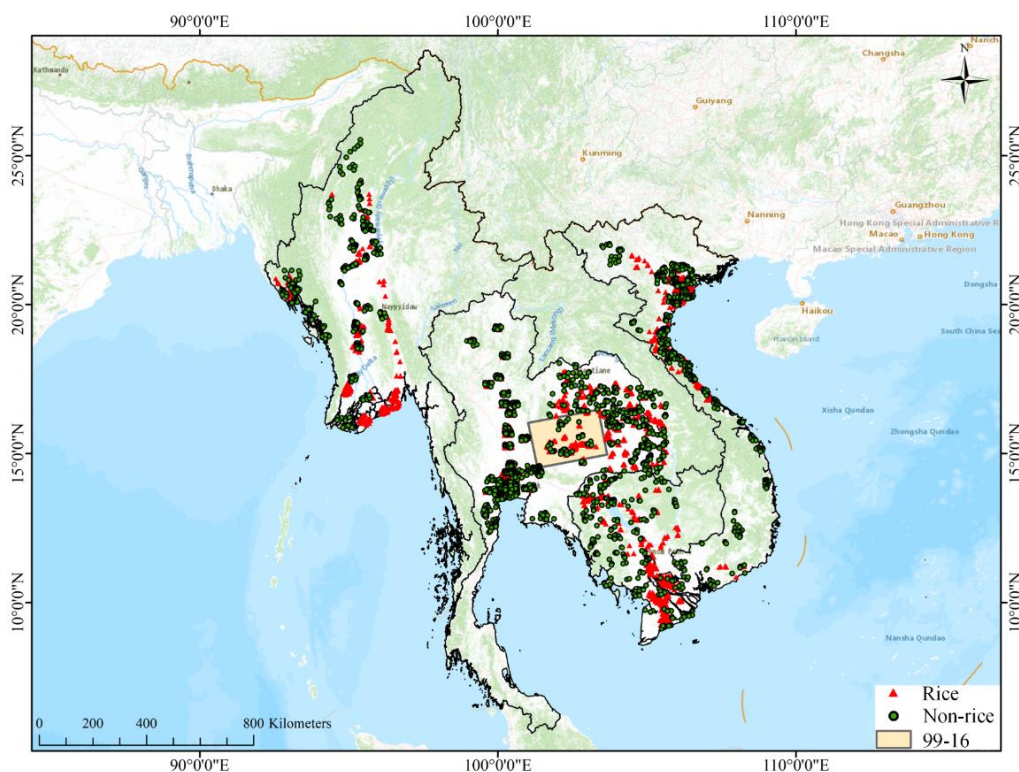 90°0'0"E 100°0'0"E 110°0'0"E
N
Kathmandu
Changsha
Guiyang
Kunming
Dhaka
Nanning
Guangzhou
Hong Kong Special Administrative
Macao
Hong Kong
Macao Special Administrative Region
Naypyidaw
Salween
Haikou
Hainan Island
Dongsha
South China Sea
Xisha Qundao
Zhongsha Qundao
Nansha Qundao
25°0'0"N
20°0'0"N
15°0'0"N
10°0'0"N
25°0'0"N
20°0'0"N
15°0'0"N
10°0'0"N
Rice
Non-rice
99-16
0 200 400 800 Kilometers
90°0'0"E 100°0'0"E 110°0'0"E